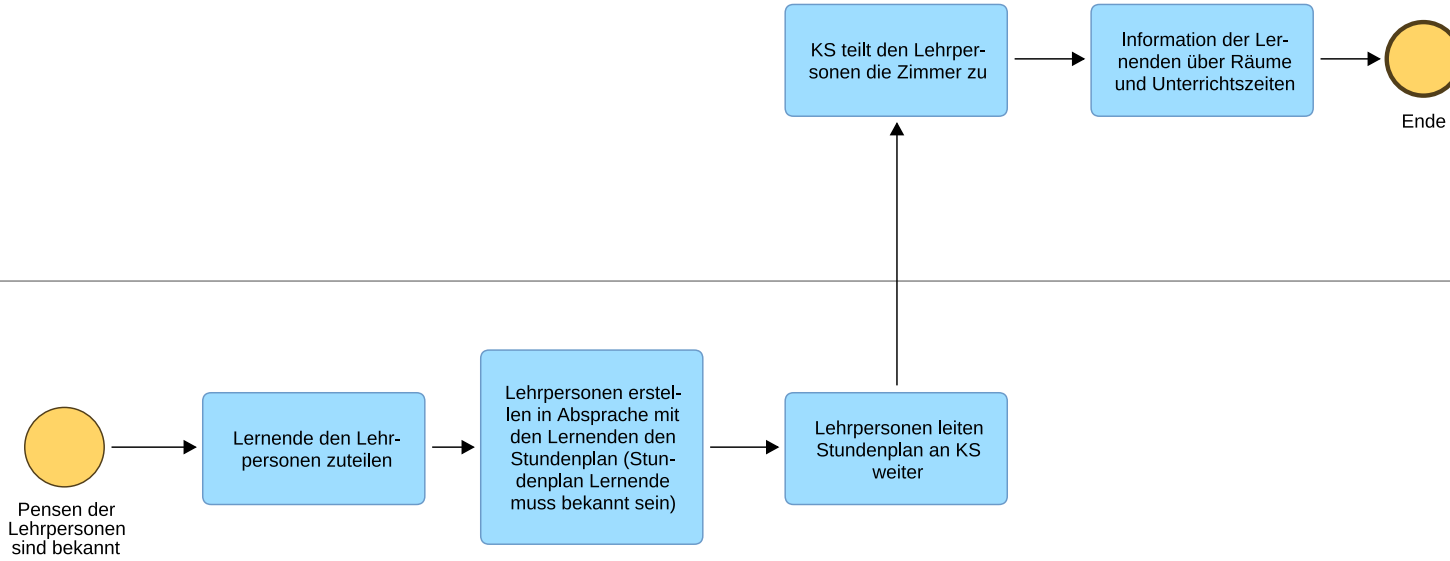 KS teilt den Lehrper-
sonen die Zimmer zu
Information der Ler-
nenden über Räume
und Unterrichtszeiten
Ende
Pensen der
Lehrpersonen
sind bekannt
Lernende den Lehr-
personen zuteilen
Lehrpersonen erstel-
len in Absprache mit
den Lernenden den
Stundenplan (Stun-
denplan Lernende
muss bekannt sein)
Lehrpersonen leiten
Stundenplan an KS
weiter